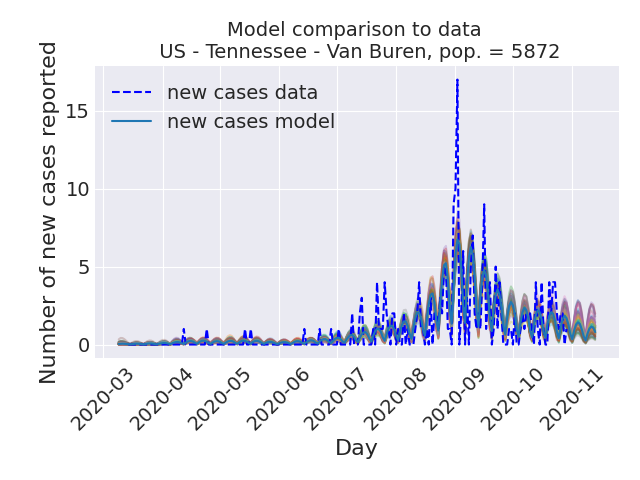 Model comparison to data
US - Tennessee - Van Buren, pop. = 5872
new cases data
new cases model
Number of new cases reported
15
10
5
0
2020-03
2020-04
2020-05
2020-06
2020-07
2020-08
2020-09
2020-10
2020-11
Day